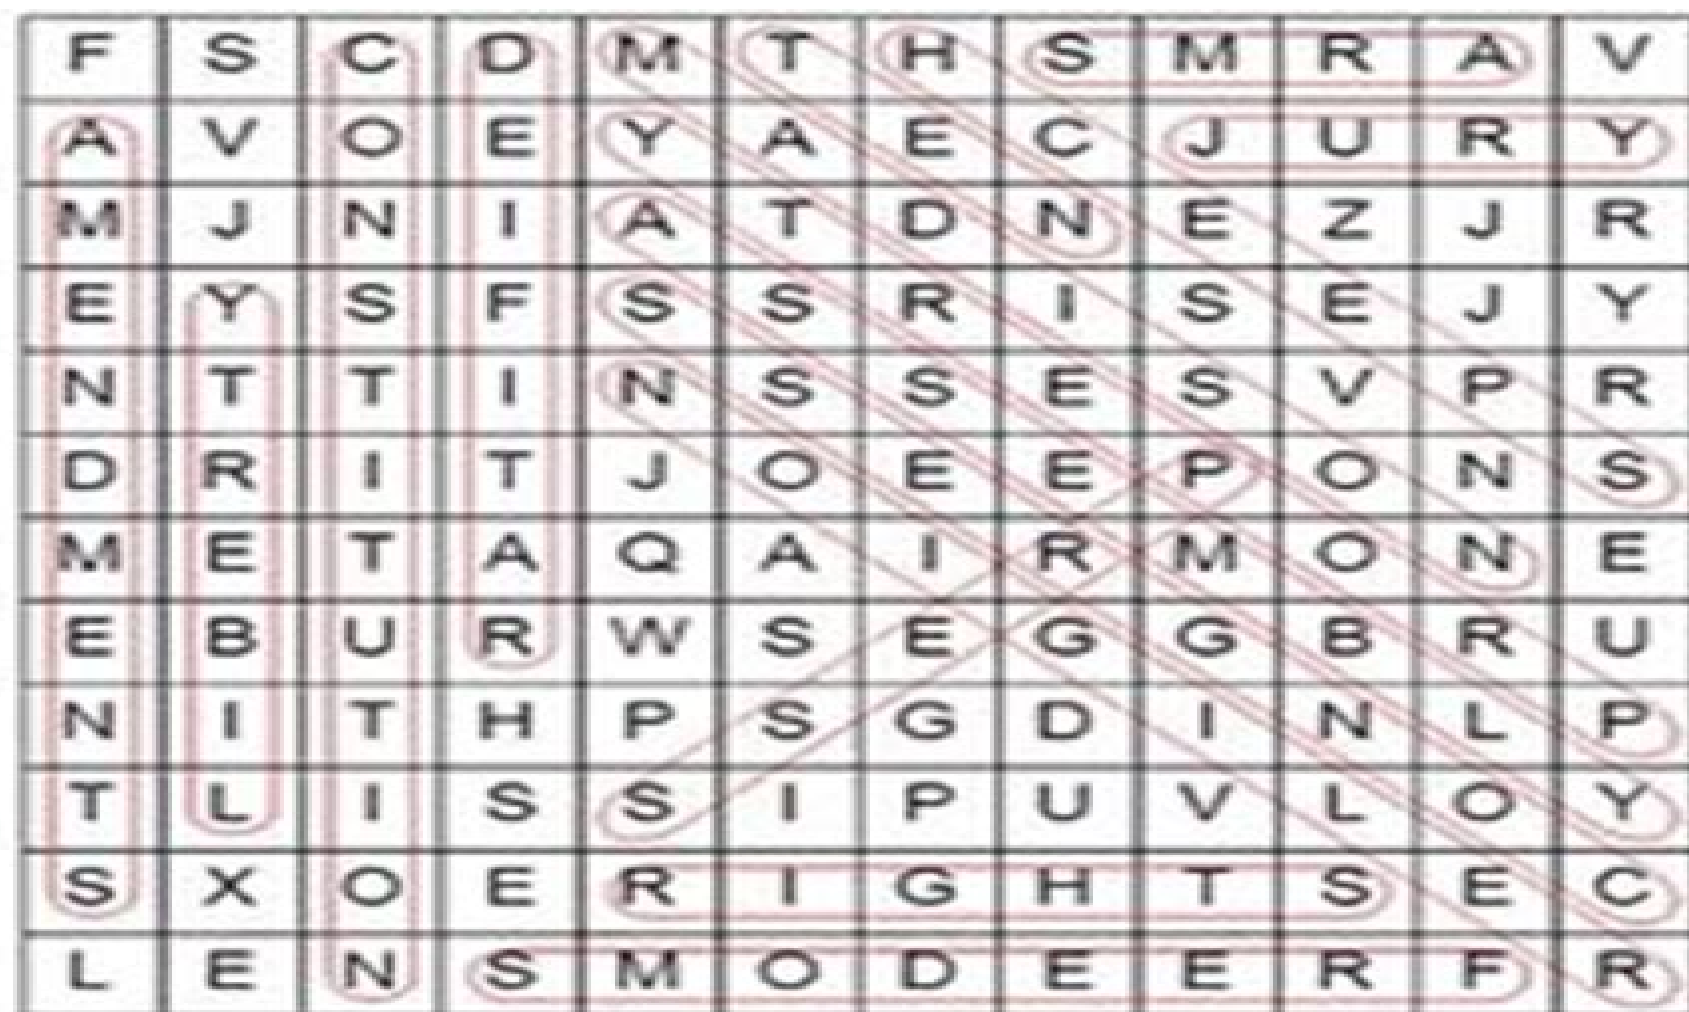 F S C D M T H S M R A V
A V O E Y A E C J U R Y
M J N I A T D N E Z J R
E Y S F S S R I S E J Y
N T T I N S S E S V P R
D R I T J O E E P O N S
M E T A Q A I R M O N E
E B U R W S E G G B R U
N I T H P S G D I N L P
T L I S S I P U V L O Y
S X O E R I G H T S E C
L E N S M O D E E R F R